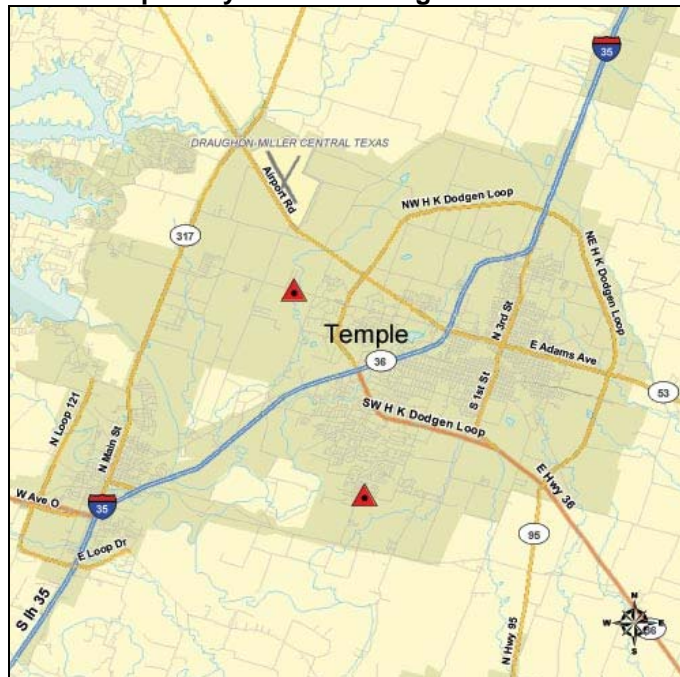 35
DRAUGHON-MILLER CENTRAL TEXAS
Airport Rd
NW H K Dodgen Loop
317
NE H K Dodgen Loop
N 3rd St
Temple
36
E Adams Ave
53
S 1st St
N Loop 121
N Main St
SW H K Dodgen Loop
E Hwy 36
W Ave O
35
95
E Loop Dr
S Ih 35
N Hwy 95
N
W
E
S